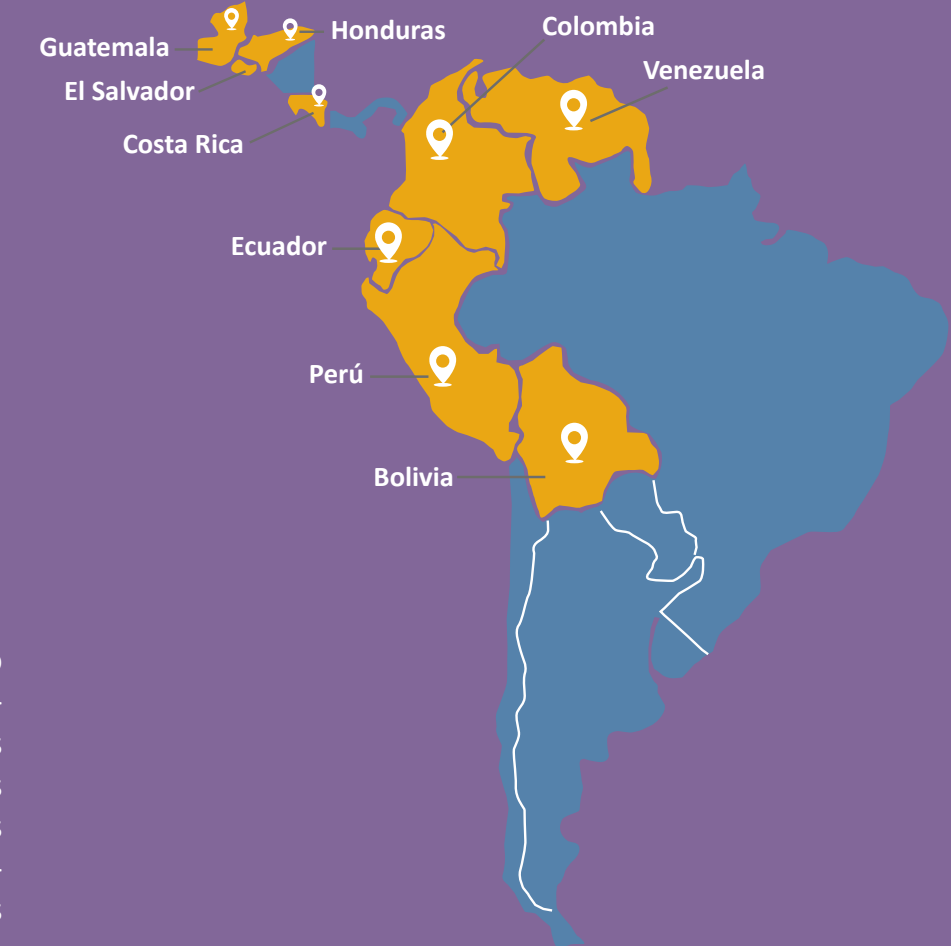 Honduras
Colombia
Guatemala
Venezuela
El Salvador
Costa Rica
Ecuador
Perú
Bolivia